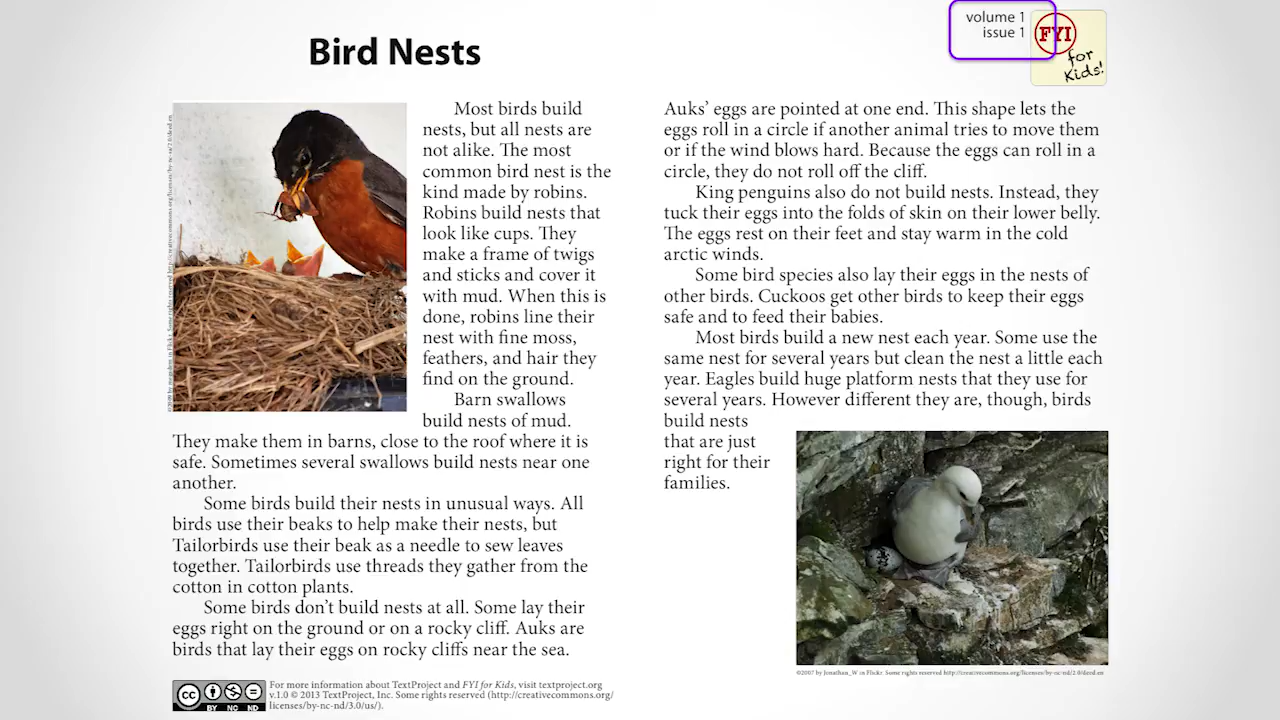 volume 1
issue 1
FYI
for
Kids!
Bird Nests
Most birds build
nests, but all nests are
not alike. The most
common bird nest is the
kind made by robins.
Robins build nests that
look like cups. They
make a frame of twigs
and sticks and cover it
with mud. When this is
done, robins line their
nest with fine moss,
feathers, and hair they
find on the ground.
Barn swallows
build nests of mud.
They make them in barns, close to the roof where it is
safe. Sometimes several swallows build nests near one
another.
Some birds build their nests in unusual ways. All
birds use their beaks to help make their nests, but
Tailorbirds use their beak as a needle to sew leaves
together. Tailorbirds use threads they gather from the
cotton in cotton plants.
Some birds don’t build nests at all. Some lay their
eggs right on the ground or on a rocky cliff. Auks are
birds that lay their eggs on rocky cliffs near the sea.
Auks’ eggs are pointed at one end. This shape lets the
eggs roll in a circle if another animal tries to move them
or if the wind blows hard. Because the eggs can roll in a
circle, they do not roll off the cliff.
King penguins also do not build nests. Instead, they
tuck their eggs into the folds of skin on their lower belly.
The eggs rest on their feet and stay warm in the cold
arctic winds.
Some bird species also lay their eggs in the nests of
other birds. Cuckoos get other birds to keep their eggs
safe and to feed their babies.
Most birds build a new nest each year. Some use the
same nest for several years but clean the nest a little each
year. Eagles build huge platform nests that they use for
several years. However different they are, though, birds
build nests
that are just
right for their
families.
©2007 by Jonathan_W in Flickr. Some rights reserved http://creativecommons.org/licenses/by-nc-nd/2.0/deed.en
cc
BY NC ND
For more information about TextProject and FYI for Kids, visit textproject.org
v.1.0 © 2013 TextProject, Inc. Some rights reserved (http://creativecommons.org/
licenses/by-nc-nd/3.0/us/).